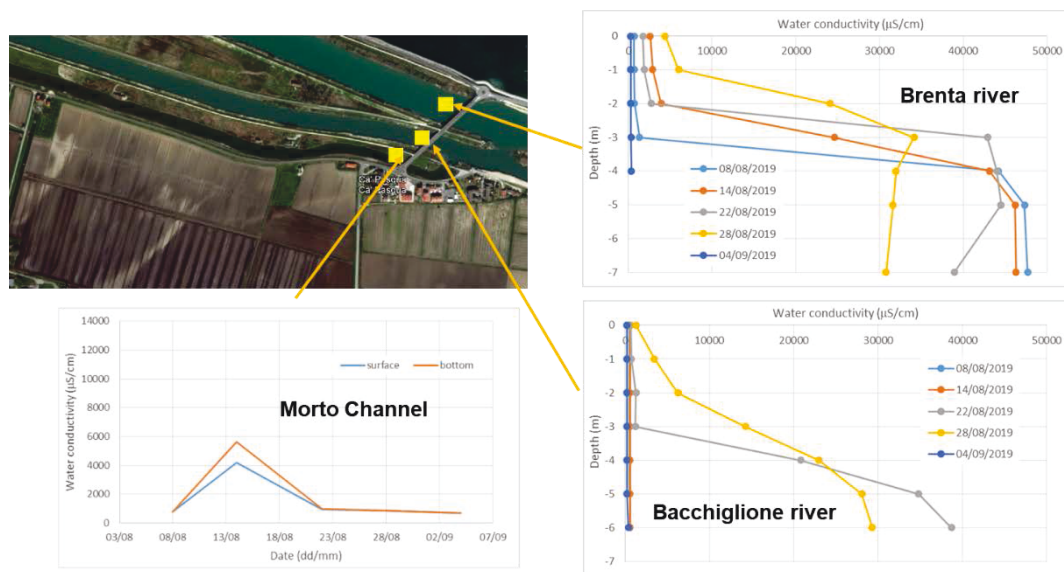 Water conductivity (µS/cm)
0 10000 20000 30000 40000 50000
0
-1
-2
-3
-4
-5
-6
-7
Depth (m)
Brenta river
08/08/2019
14/08/2019
22/08/2019
28/08/2019
04/09/2019
Water conductivity (µS/cm)
0 10000 20000 30000 40000 50000
0
-1
-2
-3
-4
-5
-6
-7
Depth (m)
08/08/2019
14/08/2019
22/08/2019
28/08/2019
04/09/2019
Bacchiglione river
14000
12000
10000
8000
6000
4000
2000
0
Water conductivity (µS/cm)
surface bottom
Morto Channel
03/08 08/08 13/08 18/08 23/08 28/08 02/09 07/09
Date (dd/mm)